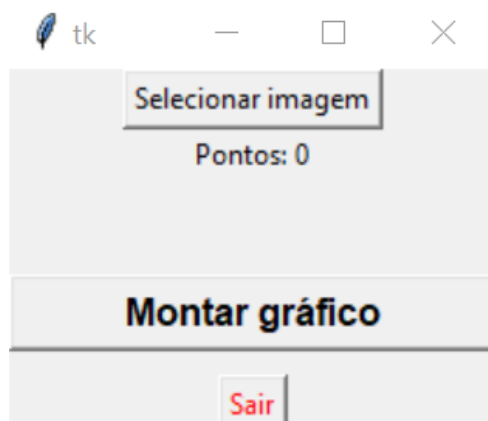 tk
Selecionar imagem
Pontos: 0
Montar gráfico
Sair